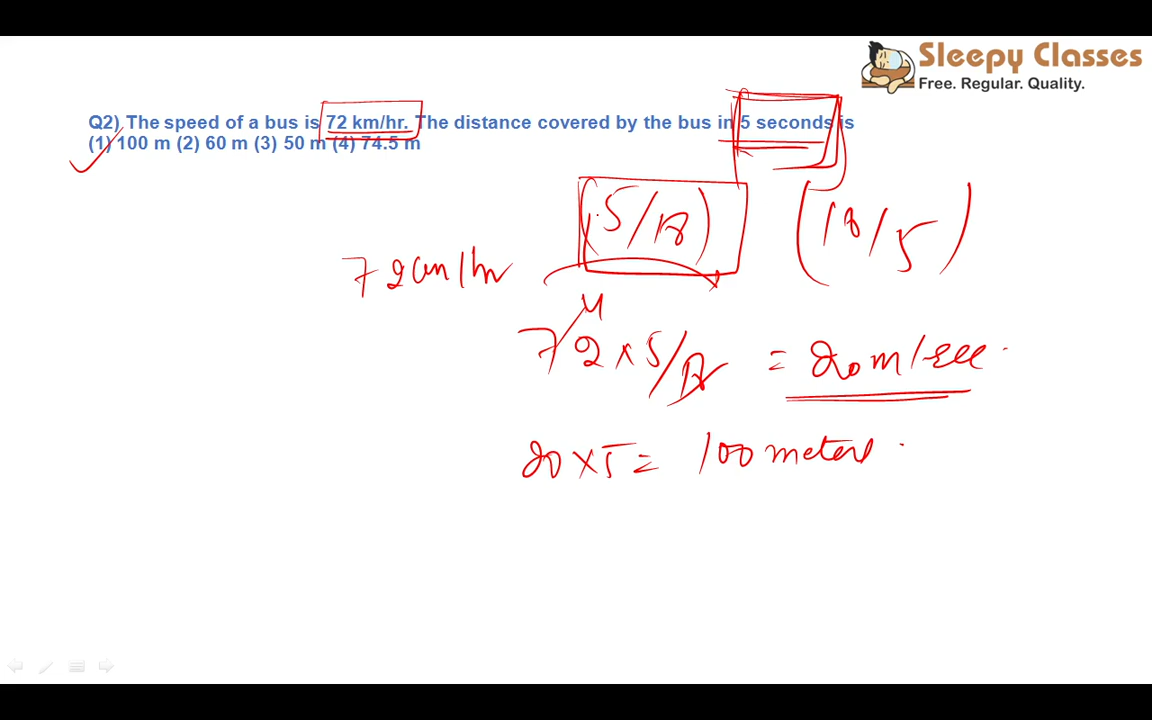 Sleepy Classes
Free. Regular. Quality.
Q2) The speed of a bus is 72 km/hr. The distance covered by the bus in 5 seconds is
(1) 100 m (2) 60 m (3) 50 m (4) 74.5 m
(5/18) (18/5)
72 km/hr
4
72 x 5/18 = 20 m/sec.
20 x 5 = 100 meters.